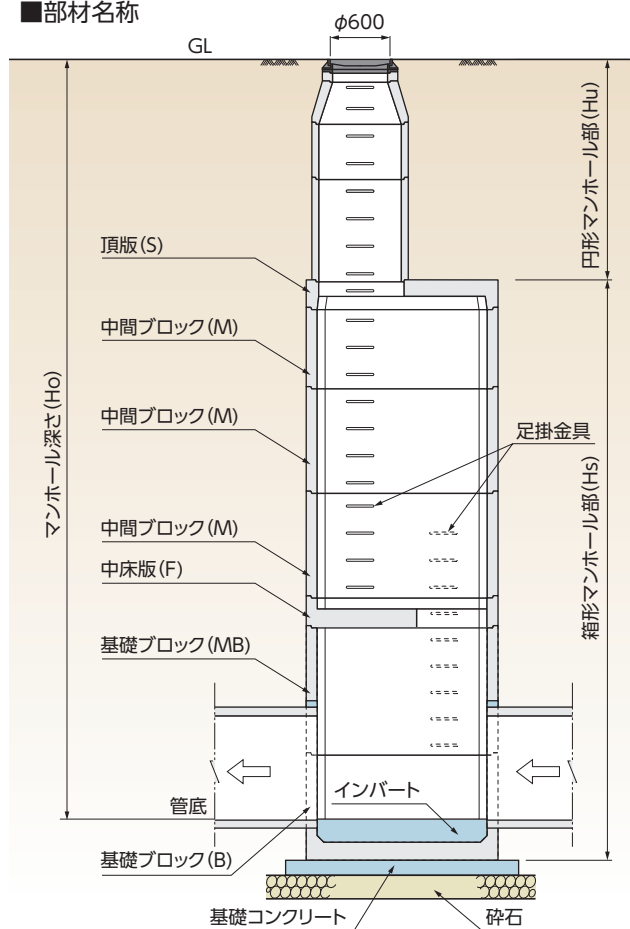 ■部材名称
φ600
GL
円形マンホール部(Hu)
頂版(S)
中間ブロック(M)
マンホール深さ(Ho)
中間ブロック(M)
足掛金具
箱形マンホール部(Hs)
中間ブロック(M)
中床版(F)
基礎ブロック(MB)
管底
インバート
基礎ブロック(B)
基礎コンクリート
砕石